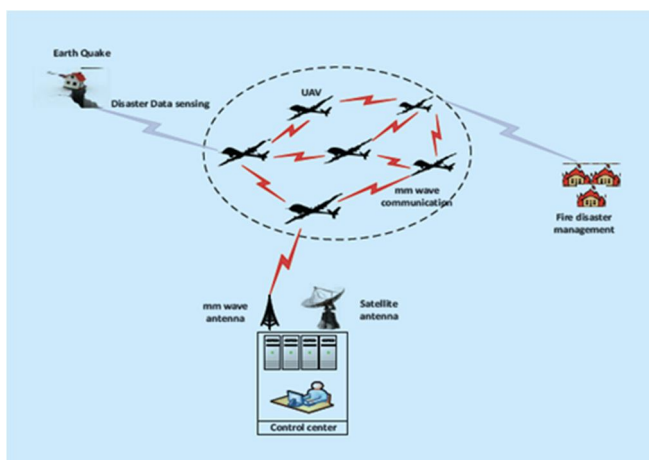 Earth Quake
Disaster Data sensing
UAV
mm wave
communication
Fire disaster
management
mm wave
antenna
Satellite
antenna
Control center